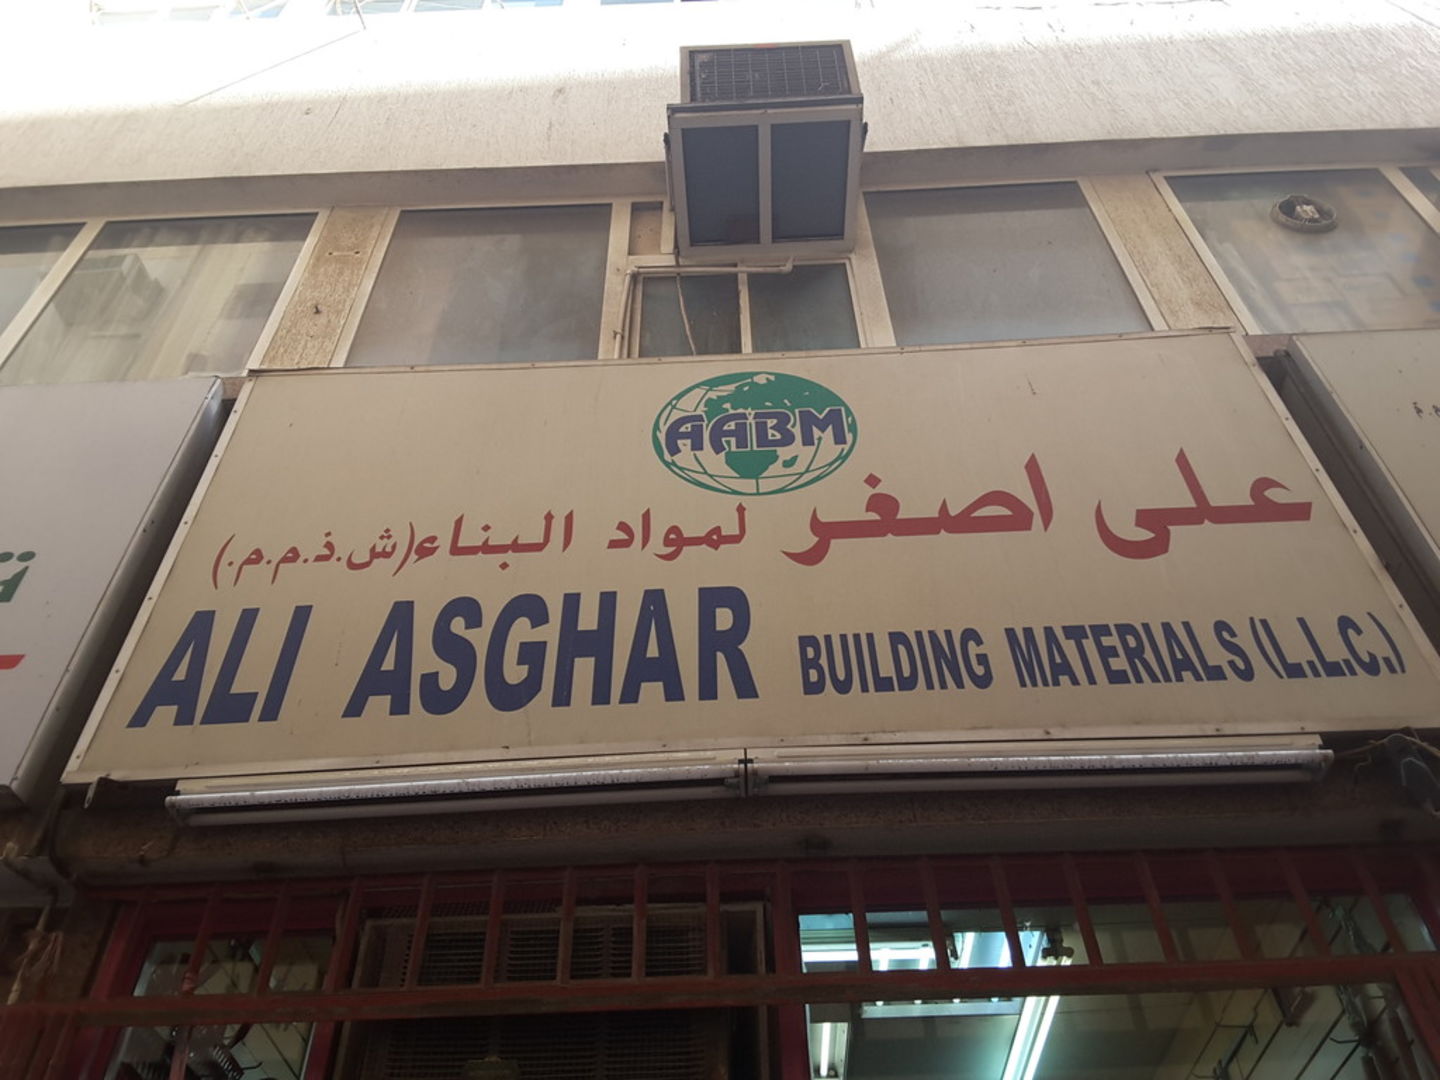 AABM
على اصغر لمواد البناء (ش.ذ.م.م.)
ALI ASGHAR BUILDING MATERIALS (L.L.C.)